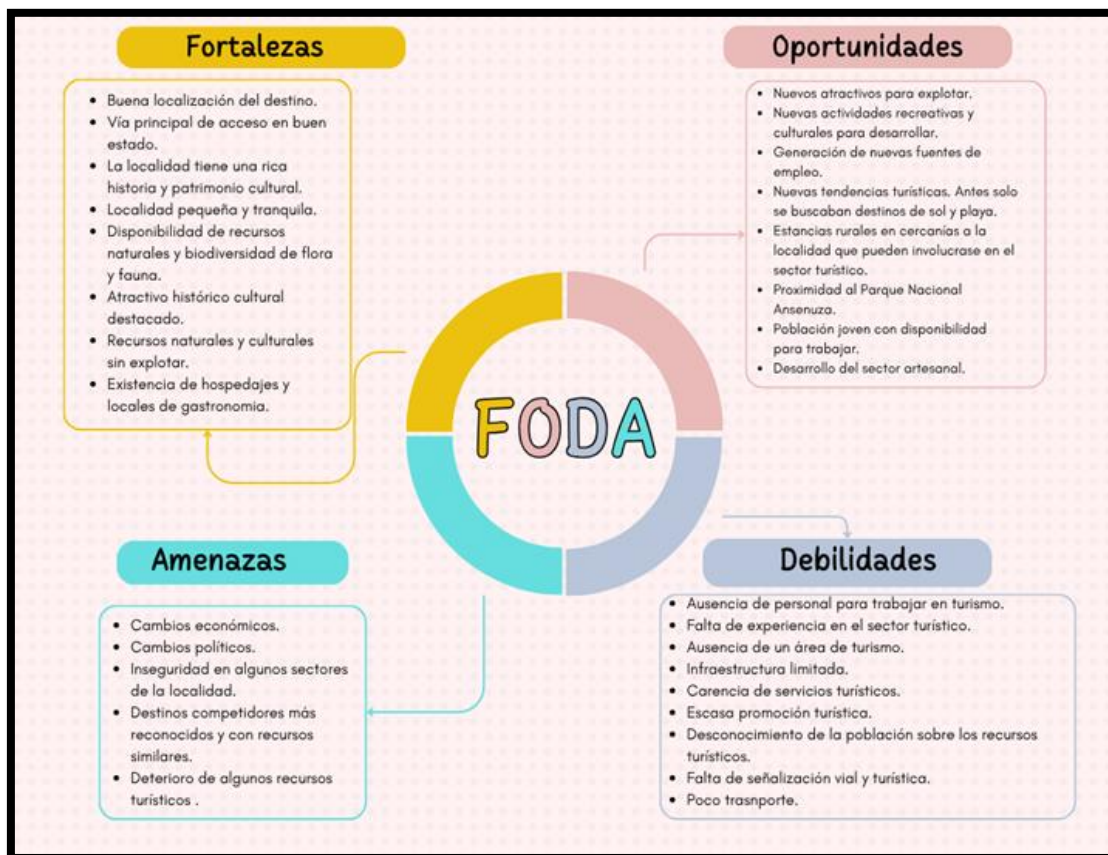 Fortalezas
• Buena localización del destino.
• Vía principal de acceso en buen
estado.
• La localidad tiene una rica
historia y patrimonio cultural.
• Localidad pequeña y tranquila.
• Disponibilidad de recursos
naturales y biodiversidad de flora
y fauna.
• Atractivo histórico cultural
destacado.
• Recursos naturales y culturales
sin explotar.
• Existencia de hospedajes y
locales de gastronomia.
Oportunidades
• Nuevos atractivos para explotar.
• Nuevas actividades recreativas y
culturales para desarrollar.
• Generación de nuevas fuentes de
empleo.
• Nuevas tendencias turísticas. Antes solo
se buscaban destinos de sol y playa.
• Estancias rurales en cercanías a la
localidad que pueden involucrase en el
sector turístico.
• Proximidad al Parque Nacional
Ansenuza.
• Población joven con disponibilidad
para trabajar.
• Desarrollo del sector artesanal.
FODA
Amenazas
• Cambios económicos.
• Cambios políticos.
• Inseguridad en algunos sectores
de la localidad.
• Destinos competidores más
reconocidos y con recursos
similares.
• Deterioro de algunos recursos
turísticos .
Debilidades
• Ausencia de personal para trabajar en turismo.
• Falta de experiencia en el sector turístico.
• Ausencia de un área de turismo.
• Infraestructura limitada.
• Carencia de servicios turísticos.
• Escasa promoción turística.
• Desconocimiento de la población sobre los recursos
turísticos.
• Falta de señalización vial y turística.
• Poco trasnporte.